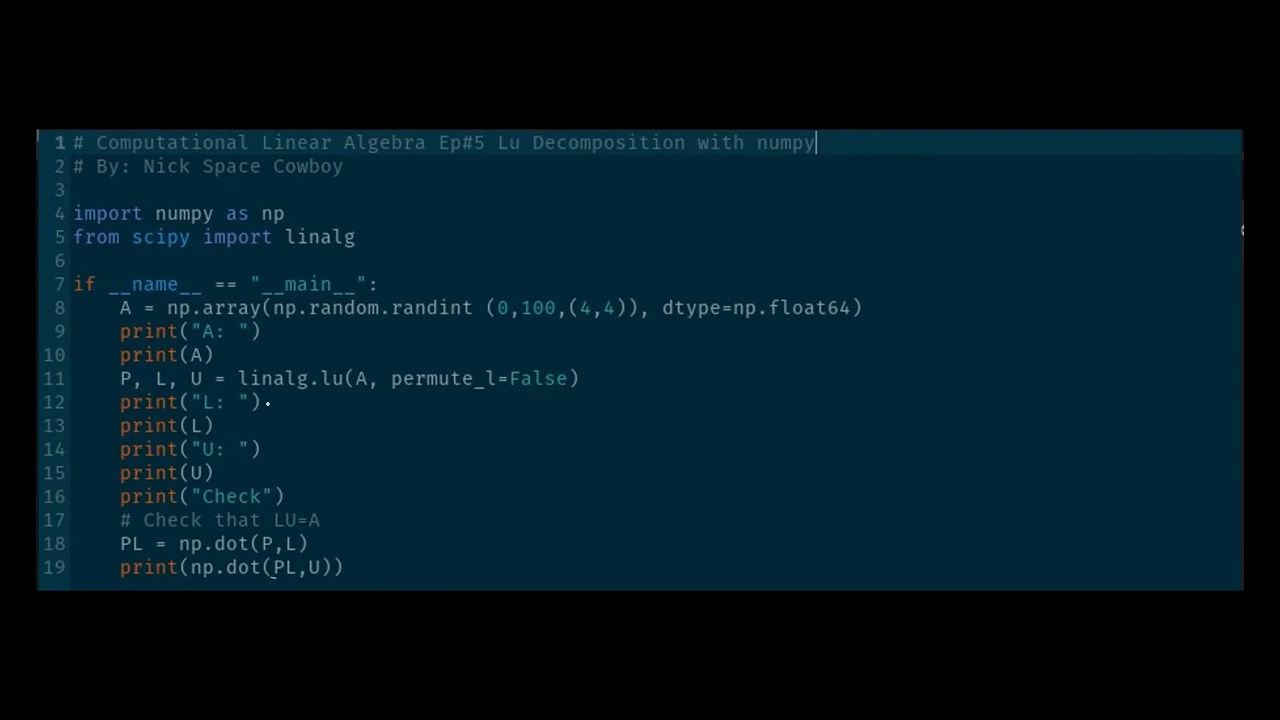 1 # Computational Linear Algebra Ep#5 Lu Decomposition with numpy
2 # By: Nick Space Cowboy
3
4 import numpy as np
5 from scipy import linalg
6
7 if __name__ == "__main__":
8     A = np.array(np.random.randint (0,100,(4,4)), dtype=np.float64)
9     print("A: ")
10     print(A)
11     P, L, U = linalg.lu(A, permute_l=False)
12     print("L: ")
13     print(L)
14     print("U: ")
15     print(U)
16     print("Check")
17     # Check that LU=A
18     PL = np.dot(P,L)
19     print(np.dot(PL,U))